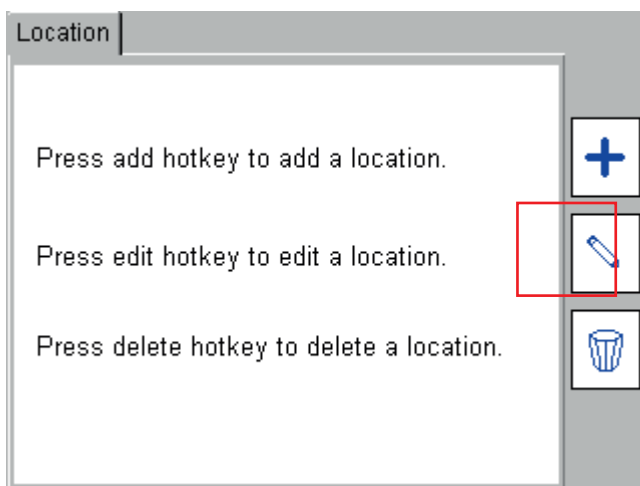 Location
Press add hotkey to add a location.
Press edit hotkey to edit a location.
Press delete hotkey to delete a location.